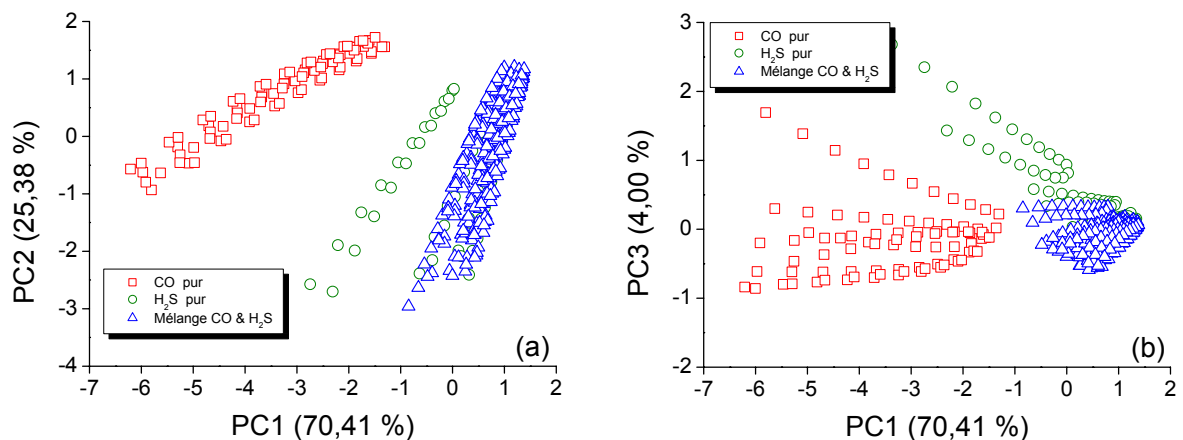 2
1
0
-1
-2
-3
-4
PC2 (25,38 %)
CO pur
H₂S pur
Mélange CO & H₂S
(a)
-7 -6 -5 -4 -3 -2 -1 0 1 2
PC1 (70,41 %)
3
2
1
0
-1
-2
PC3 (4,00 %)
CO pur
H₂S pur
Mélange CO & H₂S
(b)
-7 -6 -5 -4 -3 -2 -1 0 1 2
PC1 (70,41 %)